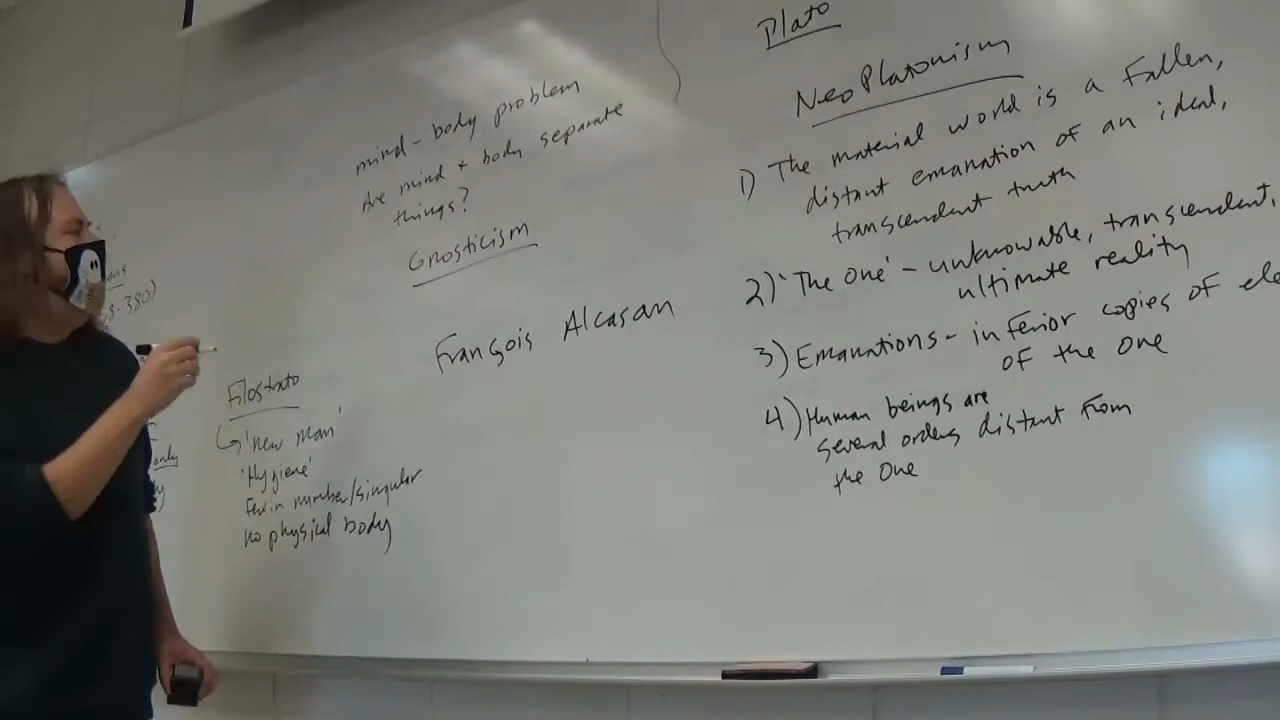 Plato
NeoPlatonism
1) The material world is a fallen,
distant emanation of an ideal,
transcendent truth
2) 'The One' - unknowable, transcendent,
ultimate reality
3) Emanations - inferior copies of ele
of the One
4) Human beings are
several orders distant from
the One
mind-body problem
Are mind + body separate
things?
Gnosticism
François Alcasan
Filostrato
↳ 'new man'
'Hygiene'
Few in number/singular
no physical body
-380)
only